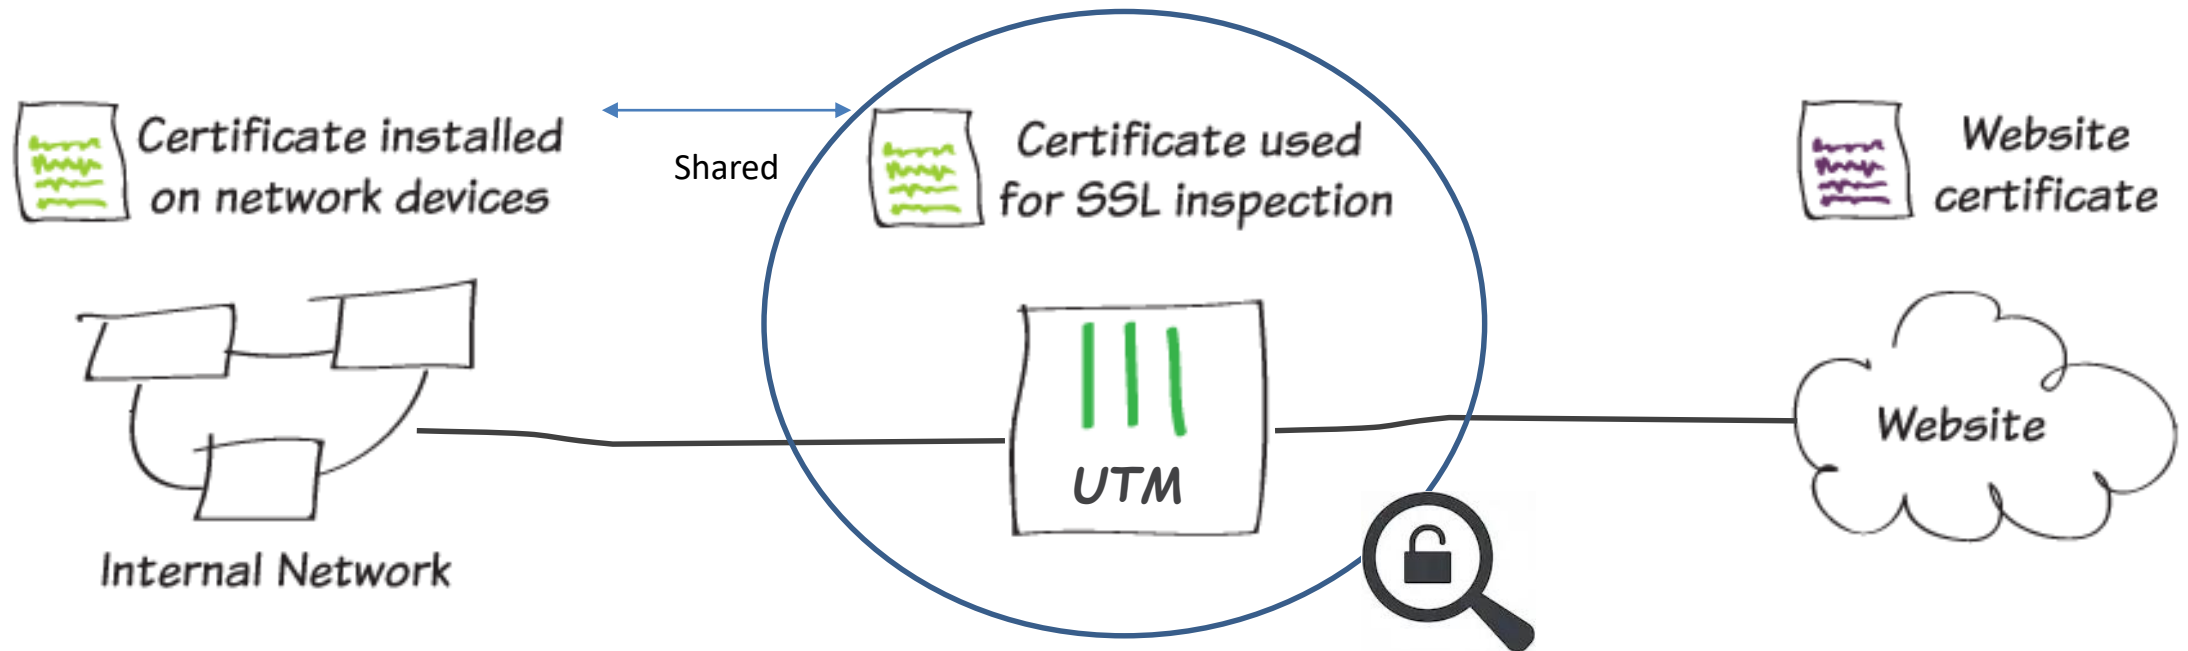 Certificate installed
on network devices
Shared
Certificate used
for SSL inspection
Website
certificate
UTM
Website
Internal Network